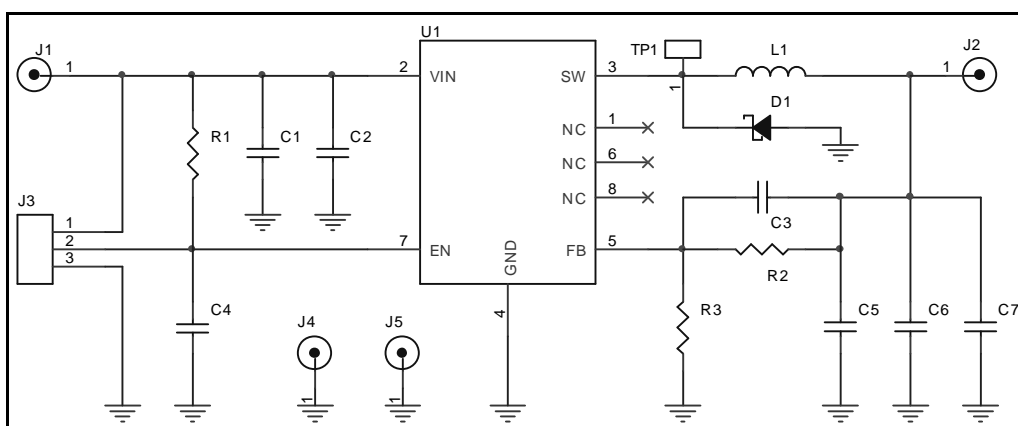 U1
J1
1
2
VIN
SW
3
TP1
1
L1
1
J2
D1
NC
1
NC
6
NC
8
R1
C1
C2
J3
1
2
3
7
EN
GND
4
FB
5
C3
R2
R3
C4
J4
1
J5
1
C5
C6
C7